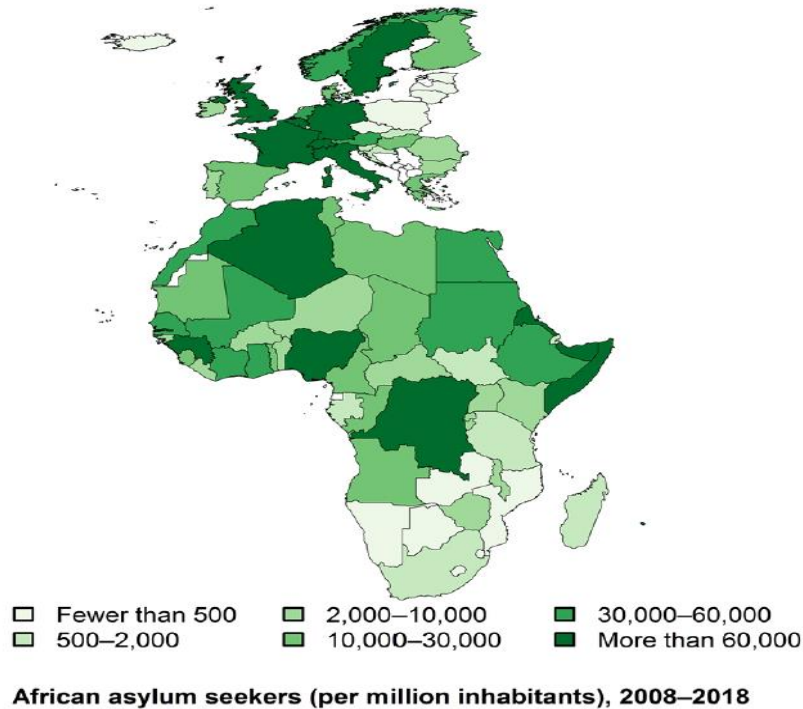 Fewer than 500
2,000–10,000
30,000–60,000
500–2,000
10,000–30,000
More than 60,000
African asylum seekers (per million inhabitants), 2008–2018